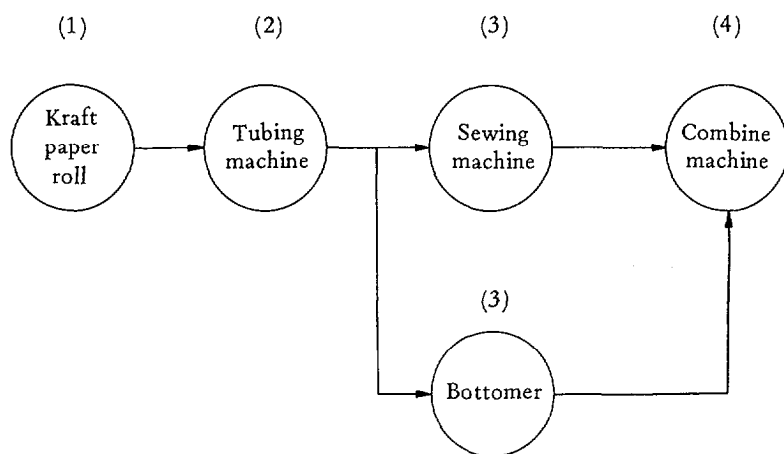 (1) (2) (3) (4)
Kraft
paper
roll
Tubing
machine
Sewing
machine
Combine
machine
(3)
Bottomer